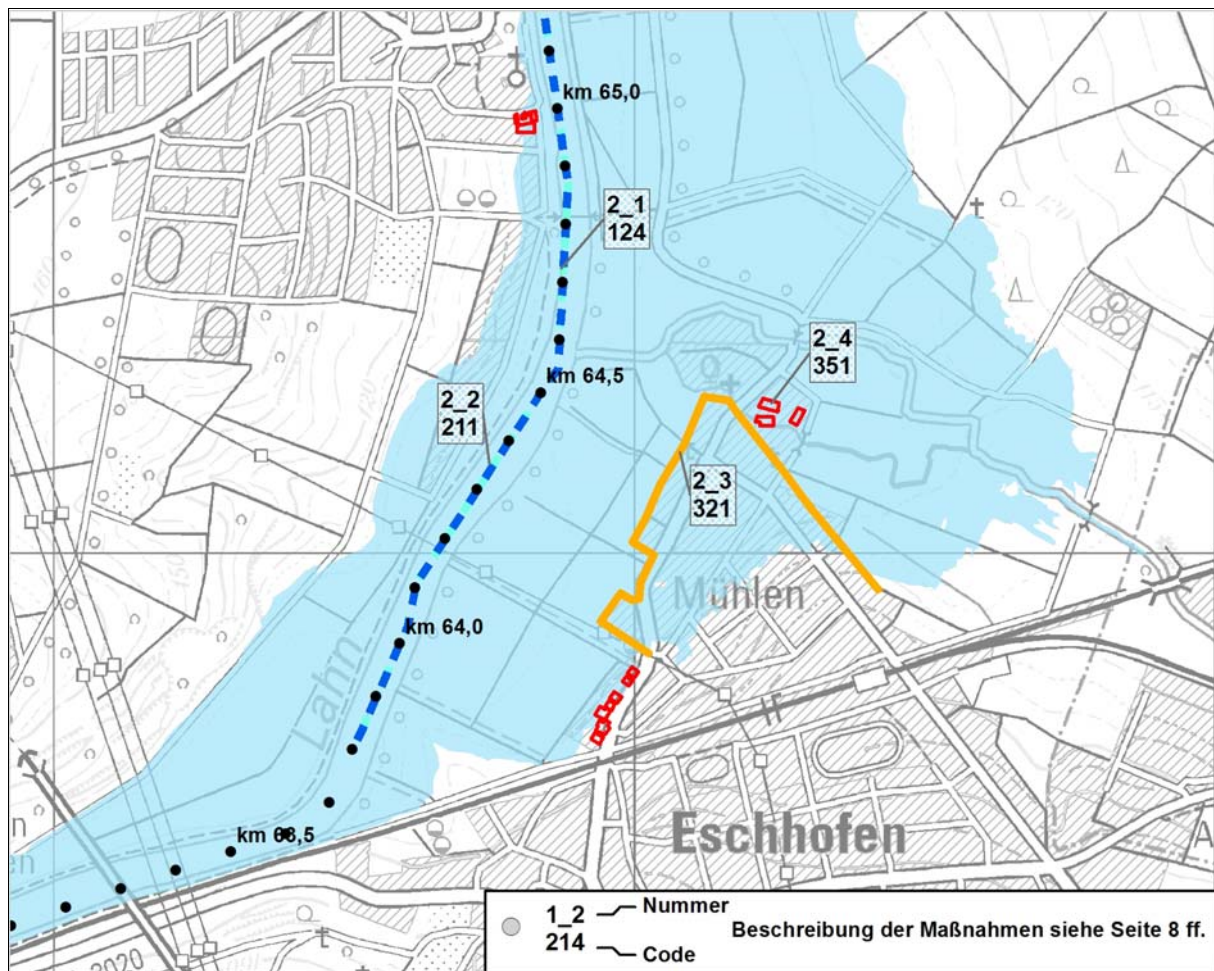 km 65,0
2_1
124
2_4
351
km 64,5
2_2
211
2_3
321
Mühlen
km 64,0
Lahn
km 63,5
Eschhofen
1_2
214
Nummer
Code
Beschreibung der Maßnahmen siehe Seite 8 ff.
2020